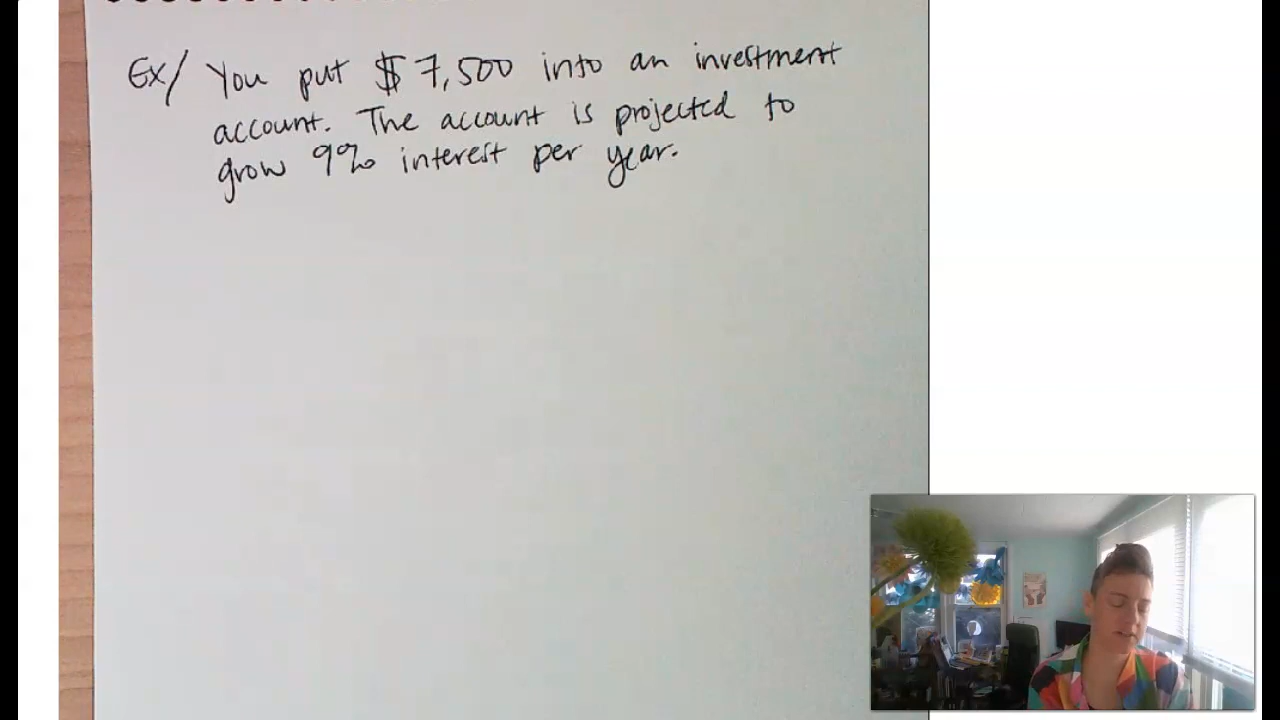 Ex/ You put $7,500 into an investment
account. The account is projected to
grow 9% interest per year.